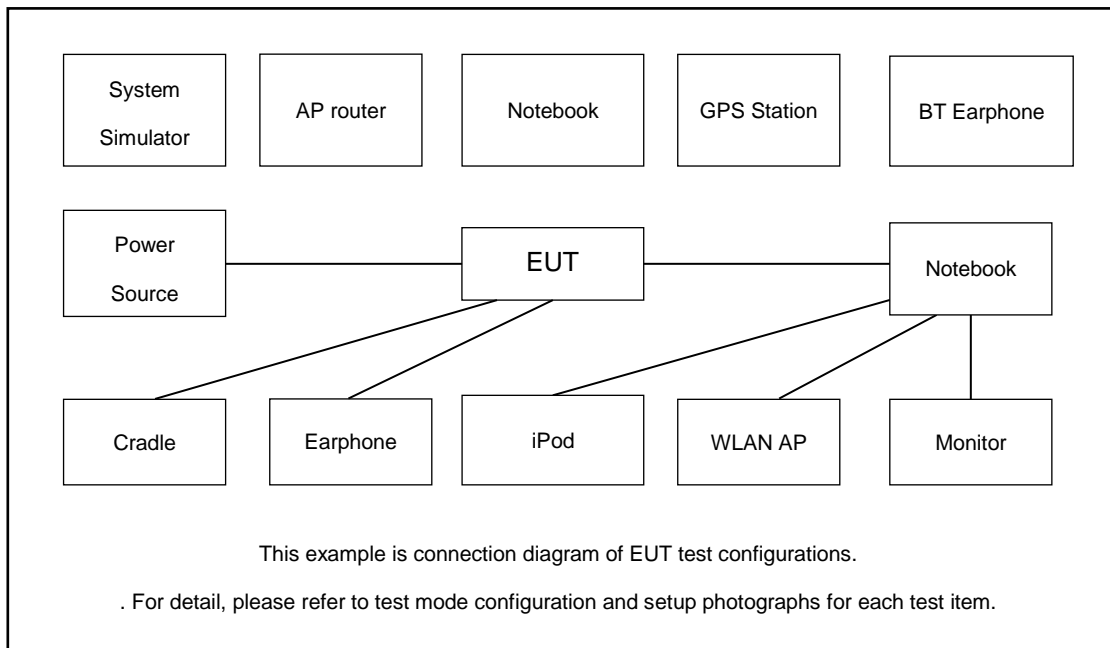 System
Simulator
AP router
Notebook
GPS Station
BT Earphone
Power
Source
EUT
Notebook
Cradle
Earphone
iPod
WLAN AP
Monitor
This example is connection diagram of EUT test configurations.
. For detail, please refer to test mode configuration and setup photographs for each test item.